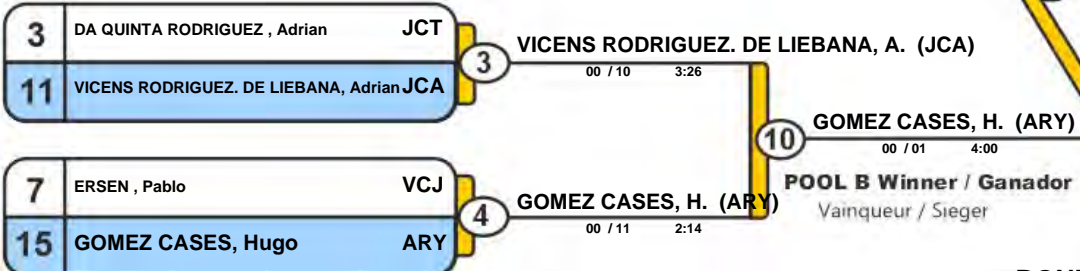 3 DA QUINTA RODRIGUEZ , Adrian JCT
11 VICENS RODRIGUEZ. DE LIEBANA, Adrian JCA
3
VICENS RODRIGUEZ. DE LIEBANA, A. (JCA)
00 / 10 3:26
7 ERSEN , Pablo VCJ
15 GOMEZ CASES, Hugo ARY
4
GOMEZ CASES, H. (ARY)
00 / 11 2:14
10
GOMEZ CASES, H. (ARY)
00 / 01 4:00
POOL B Winner / Ganador
Vainqueur / Sieger